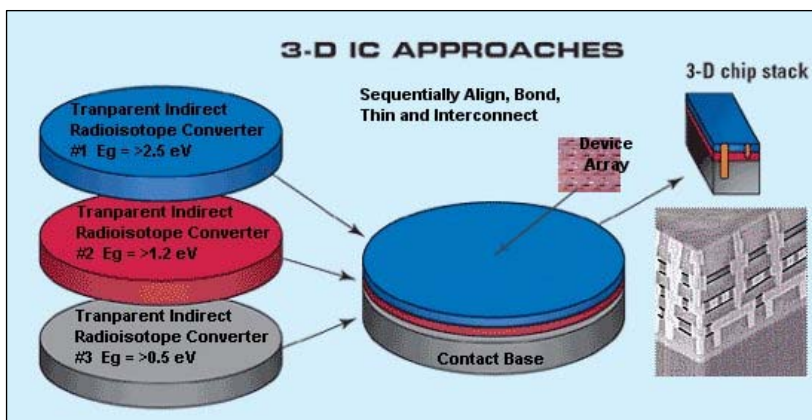 3-D IC APPROACHES
Tranparent Indirect
Radioisotope Converter
#1 Eg = >2.5 eV
Tranparent Indirect
Radioisotope Converter
#2 Eg = >1.2 eV
Tranparent Indirect
Radioisotope Converter
#3 Eg = >0.5 eV
Sequentially Align, Bond,
Thin and Interconnect
Device
Array
Contact Base
3-D chip stack